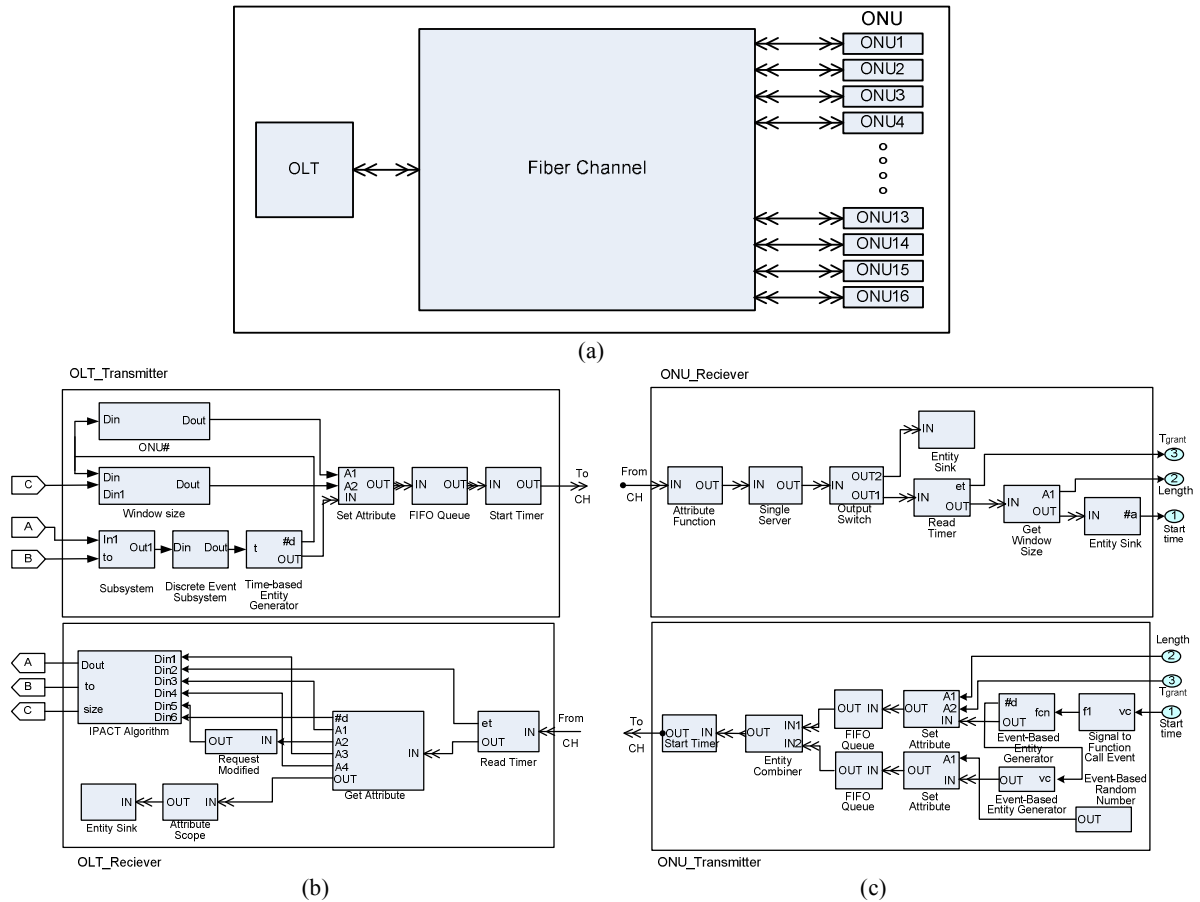 ONU
ONU1
ONU2
ONU3
ONU4
OLT
Fiber Channel
ONU13
ONU14
ONU15
ONU16
(a)
OLT_Transmitter
Din
Dout
ONU#
C
Din
Din1
Dout
Window size
A
B
In1
to
Out1
Subsystem
Din
Dout
Discrete Event
Subsystem
t
#d
OUT
Time-based
Entity
Generator
A1
A2
IN
OUT
Set Attribute
IN
OUT
FIFO Queue
IN
OUT
Start Timer
To
CH
A
B
C
Dout
to
size
Din1
Din2
Din3
Din4
Din5
Din6
IPACT Algorithm
OUT
IN
Request
Modified
#d
A1
A2
A3
A4
OUT
IN
Get Attribute
et
OUT
IN
Read Timer
From
CH
IN
Entity Sink
OUT
IN
Attribute
Scope
OLT_Reciever
(b)
ONU_Reciever
From
CH
IN
OUT
Attribute
Function
IN
OUT
Single
Server
IN
OUT2
OUT1
Output
Switch
IN
Entity
Sink
IN
et
OUT
Read
Timer
IN
A1
OUT
Get
Window
Size
IN
#a
Entity Sink
Tgrant
3
2
Length
1
Start
time
Length
2
3
Tgrant
1
Start
time
To
CH
OUT
IN
Start Timer
IN1
IN2
Entity
Combiner
OUT
IN
FIFO
Queue
OUT
IN
FIFO
Queue
A1
A2
IN
OUT
Set
Attribute
A1
OUT
IN
Set
Attribute
#d
OUT
fcn
Event-Based
Entity
Generator
f1
vc
Signal to
Function
Call Event
OUT
vc
Event-Based
Entity Generator
Event-Based
Random
Number
OUT
ONU_Transmitter
(c)